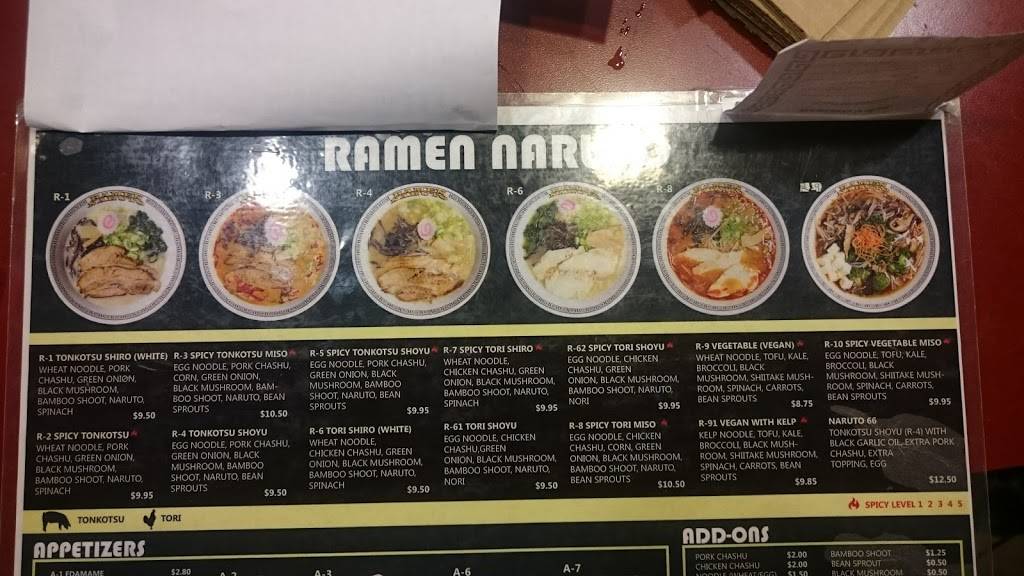 RAMEN
R-1
R-3
R-4
R-6
R-8
R-1 TONKOTSU SHIRO (WHITE)
WHEAT NOODLE, PORK
CHASHU, GREEN ONION,
BLACK MUSHROOM,
BAMBOO SHOOT, NARUTO,
SPINACH
$9.50
R-2 SPICY TONKOTSU
WHEAT NOODLE, PORK
CHASHU, GREEN ONION,
BLACK MUSHROOM,
BAMBOO SHOOT, NARUTO,
SPINACH
$9.95
R-3 SPICY TONKOTSU MISO
EGG NOODLE, PORK CHASHU,
CORN, GREEN ONION,
BLACK MUSHROOM, BAM-
BOO SHOOT, NARUTO, BEAN
SPROUTS
$10.50
R-4 TONKOTSU SHOYU
EGG NOODLE, PORK CHASHU,
GREEN ONION, BLACK
MUSHROOM, BAMBOO
SHOOT, NARUTO, BEAN
SPROUTS
$9.50
R-5 SPICY TONKOTSU SHOYU
EGG NOODLE, PORK CHASHU,
GREEN ONION, BLACK
MUSHROOM, BAMBOO
SHOOT, NARUTO, BEAN
SPROUTS
$9.95
R-6 TORI SHIRO (WHITE)
WHEAT NOODLE,
CHICKEN CHASHU, GREEN
ONION, BLACK MUSHROOM,
BAMBOO SHOOT, NARUTO,
SPINACH
$9.50
R-7 SPICY TORI SHIRO
WHEAT NOODLE,
CHICKEN CHASHU, GREEN
ONION, BLACK MUSHROOM,
BAMBOO SHOOT, NARUTO,
SPINACH
$9.95
R-61 TORI SHOYU
EGG NOODLE, CHICKEN
CHASHU,GREEN
ONION, BLACK MUSHROOM,
BAMBOO SHOOT, NARUTO,
NORI
$9.50
R-62 TORI SHOYU
EGG NOODLE, CHICKEN
CHASHU, GREEN
ONION, BLACK MUSHROOM,
BAMBOO SHOOT, NARUTO,
NORI
$9.95
R-8 SPICY TORI MISO
EGG NOODLE, CHICKEN
CHASHU, CORN, GREEN
ONION, BLACK MUSHROOM,
BAMBOO SHOOT, NARUTO,
BEAN SPROUTS
$10.50
R-9 VEGETABLE (VEGAN)
WHEAT NOODLE, TOFU, KALE,
BROCCOLI, BLACK
MUSHROOM, SHIITAKE MUSH-
ROOM, SPINACH, CARROTS,
BEAN SPROUTS
$8.75
R-91 VEGAN WITH KELP
KELP NOODLE, TOFU, KALE,
BROCCOLI, BLACK MUSH-
ROOM, SHIITAKE MUSHROOM,
SPINACH, CARROTS, BEAN
SPROUTS
$9.85
R-10 SPICY VEGETABLE MISO
EGG NOODLE, TOFU, KALE,
BROCCOLI, BLACK
MUSHROOM, SHIITAKE MUSH-
ROOM, SPINACH, CARROTS,
BEAN SPROUTS
$9.95
NARUTO 66
TONKOTSU SHOYU (R-4) WITH
BLACK GARLIC OIL, EXTRA PORK
CHASHU, EXTRA
TOPPING, EGG
$12.50
TONKOTSU
TORI
SPICY LEVEL 1 2 3 4 5
APPETIZERS
A-1 EDAMAME $2.80
A-2
A-3
A-6
A-7
ADD-ONS
PORK CHASHU $2.00
CHICKEN CHASHU $2.00
NOODLE (WHEAT/EGG) $1.50
BAMBOO SHOOT $1.25
BEAN SPROUT $0.50
BLACK MUSHROOM $0.50